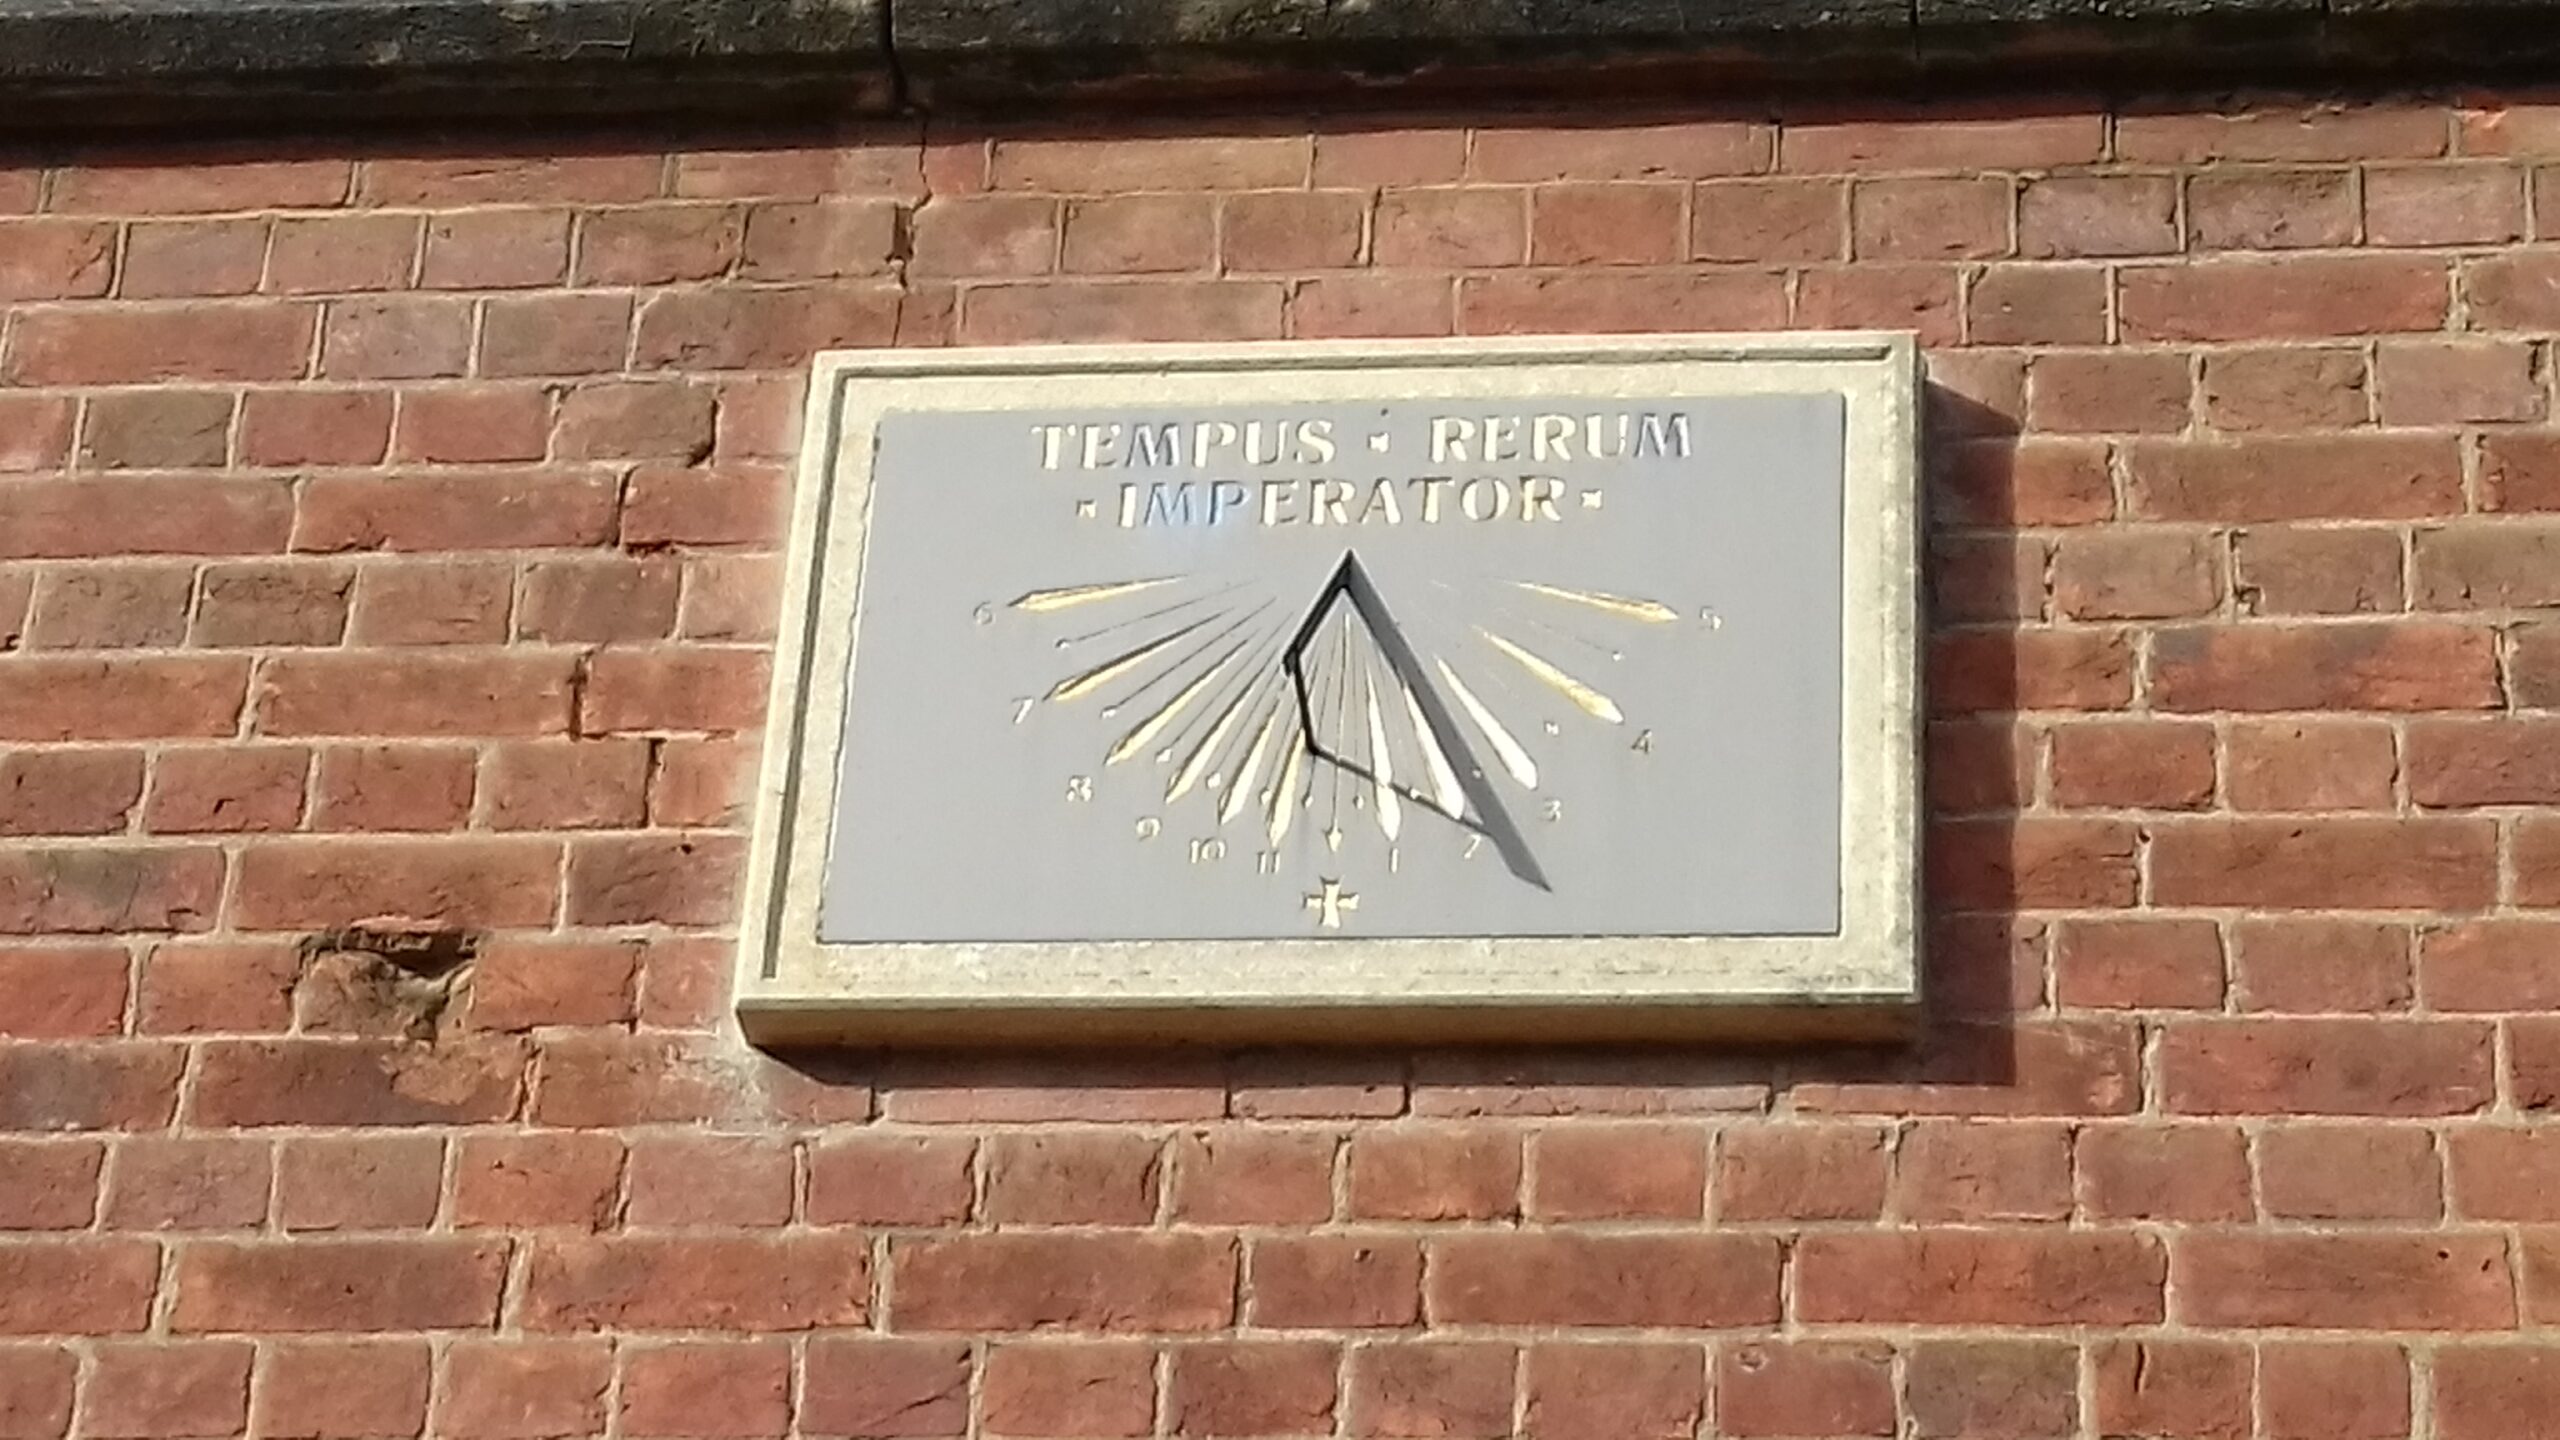 TEMPUS · RERUM
· IMPERATOR ·
6 5
7 4
8 3
9 10 11 1 2